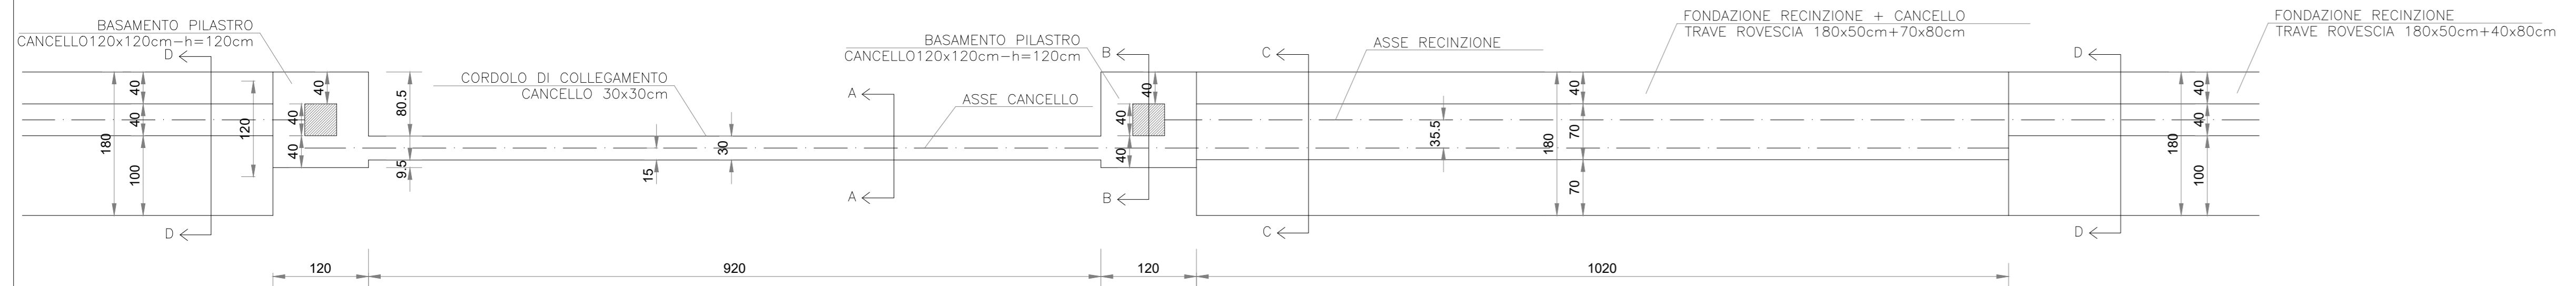 BASAMENTO PILASTRO
CANCELLO120x120cm-h=120cm
D
CORDOLO DI COLLEGAMENTO
CANCELLO 30x30cm
A
ASSE CANCELLO
BASAMENTO PILASTRO
CANCELLO120x120cm-h=120cm
B
C
ASSE RECINZIONE
FONDAZIONE RECINZIONE + CANCELLO
TRAVE ROVESCIA 180x50cm+70x80cm
D
FONDAZIONE RECINZIONE
TRAVE ROVESCIA 180x50cm+40x80cm
180
40
40
100
120
40
40
40
80.5
9.5
15
30
40
40
40
35.5
180
40
70
70
180
40
40
100
D
A
B
C
D
120
920
120
1020